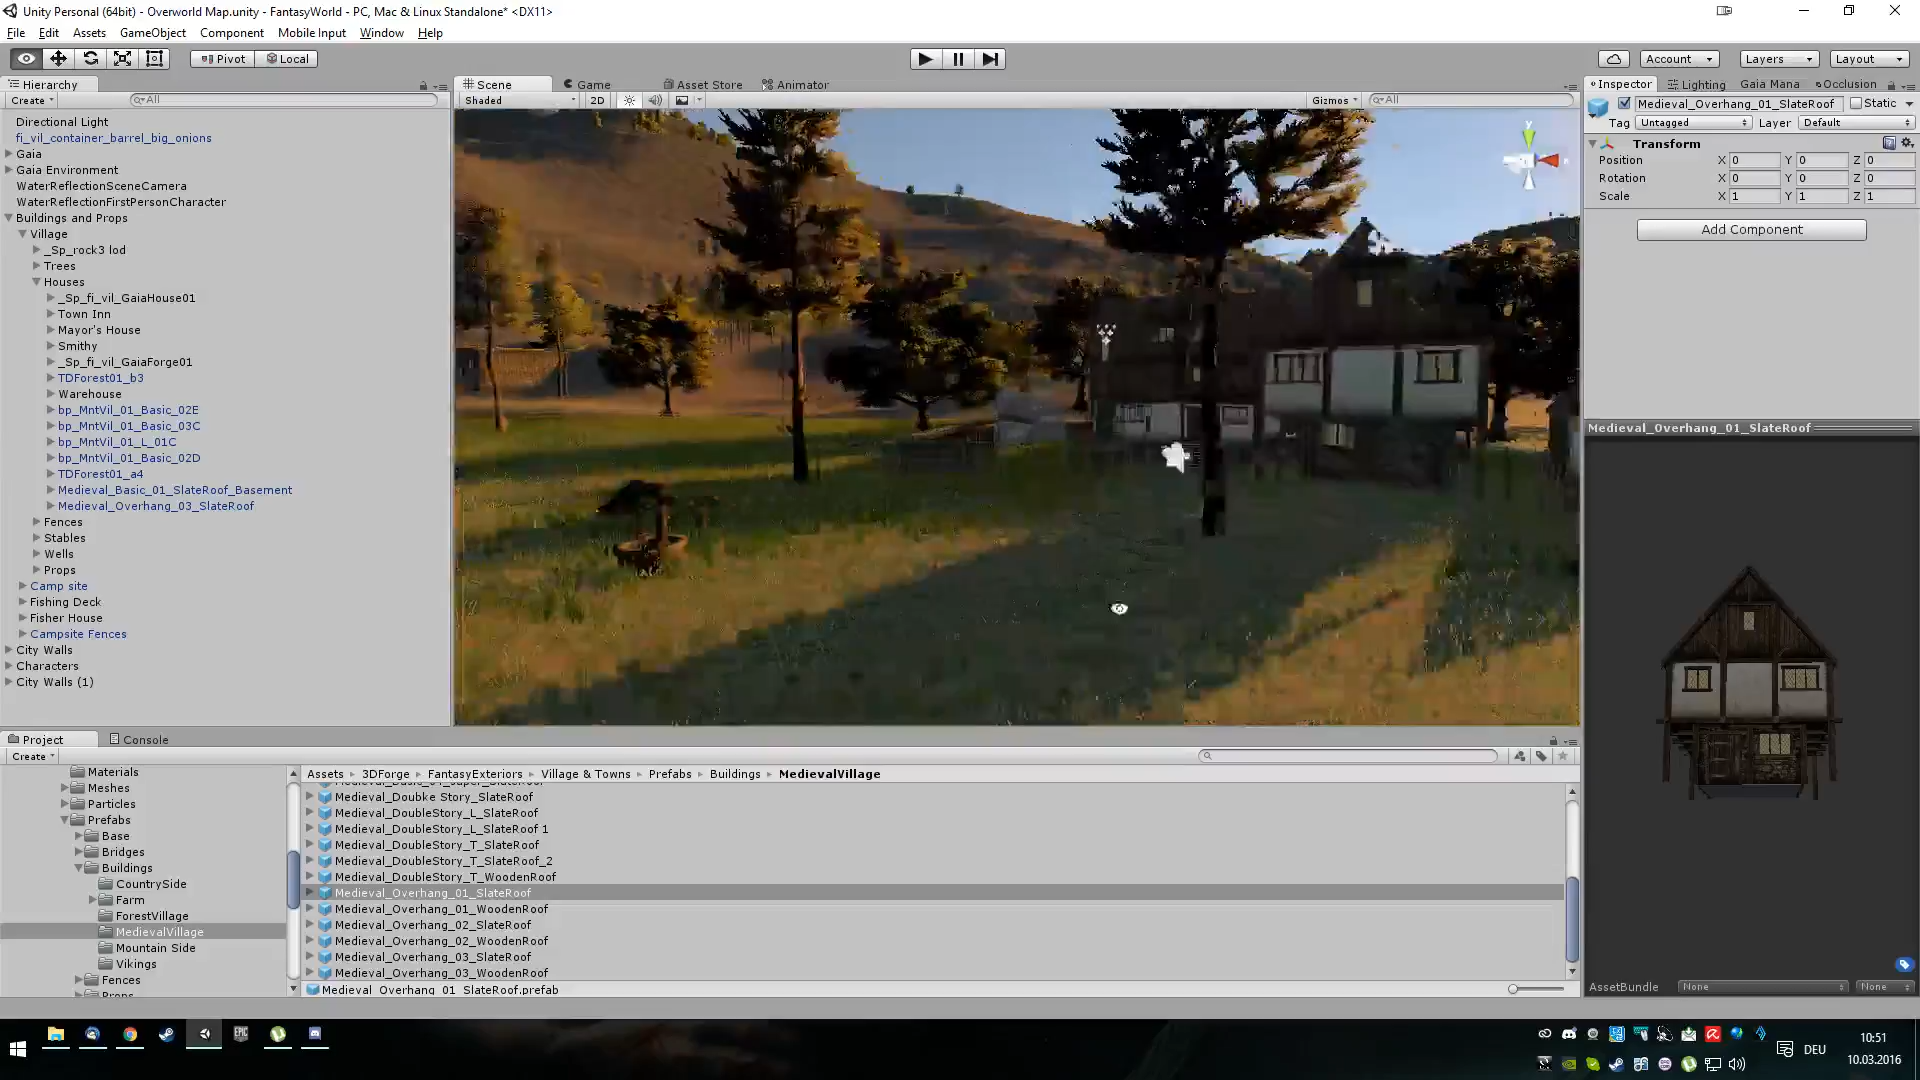 Unity Personal (64bit) - Overworld Map.unity - FantasyWorld - PC, Mac & Linux Standalone* <DX11>
File Edit Assets GameObject Component Mobile Input Window Help
Pivot Local Account Layers Layout
Hierarchy
Create All
Directional Light
fi_vil_container_barrel_big_onions
Gaia
Gaia Environment
WaterReflectionSceneCamera
WaterReflectionFirstPersonCharacter
Buildings and Props
Village
_Sp_rock3 lod
Trees
Houses
_Sp_fi_vil_GaiaHouse01
Town Inn
Mayor's House
Smithy
_Sp_fi_vil_GaiaForge01
TDForest01_b3
Warehouse
bp_MntVil_01_Basic_02E
bp_MntVil_01_Basic_03C
bp_MntVil_01_L_01C
bp_MntVil_01_Basic_02D
TDForest01_a4
Medieval_Basic_01_SlateRoof_Basement
Medieval_Overhang_03_SlateRoof
Fences
Stables
Wells
Props
Camp site
Fishing Deck
Fisher House
Campsite Fences
City Walls
Characters
City Walls (1)
Scene Game Asset Store Animator
Shaded 2D Gizmos All
y
Inspector Lighting Gaia Mana Occlusion
Medieval_Overhang_01_SlateRoof Static
Tag Untagged Layer Default
Transform
Position X 0 Y 0 Z 0
Rotation X 0 Y 0 Z 0
Scale X 1 Y 1 Z 1
Add Component
Medieval_Overhang_01_SlateRoof
AssetBundle None None
Project Console
Create
Materials
Meshes
Particles
Prefabs
Base
Bridges
Buildings
CountrySide
Farm
ForestVillage
MedievalVillage
Mountain Side
Vikings
Fences
Props
Assets 3DForge FantasyExteriors Village & Towns Prefabs Buildings MedievalVillage
Medieval_Doubke Story_SlateRoof
Medieval_DoubleStory_L_SlateRoof
Medieval_DoubleStory_L_SlateRoof 1
Medieval_DoubleStory_T_SlateRoof
Medieval_DoubleStory_T_SlateRoof_2
Medieval_DoubleStory_T_WoodenRoof
Medieval_Overhang_01_SlateRoof
Medieval_Overhang_01_WoodenRoof
Medieval_Overhang_02_SlateRoof
Medieval_Overhang_02_WoodenRoof
Medieval_Overhang_03_SlateRoof
Medieval_Overhang_03_WoodenRoof
Medieval_Overhang_01_SlateRoof.prefab
EPIC
DEU
10:51
10.03.2016